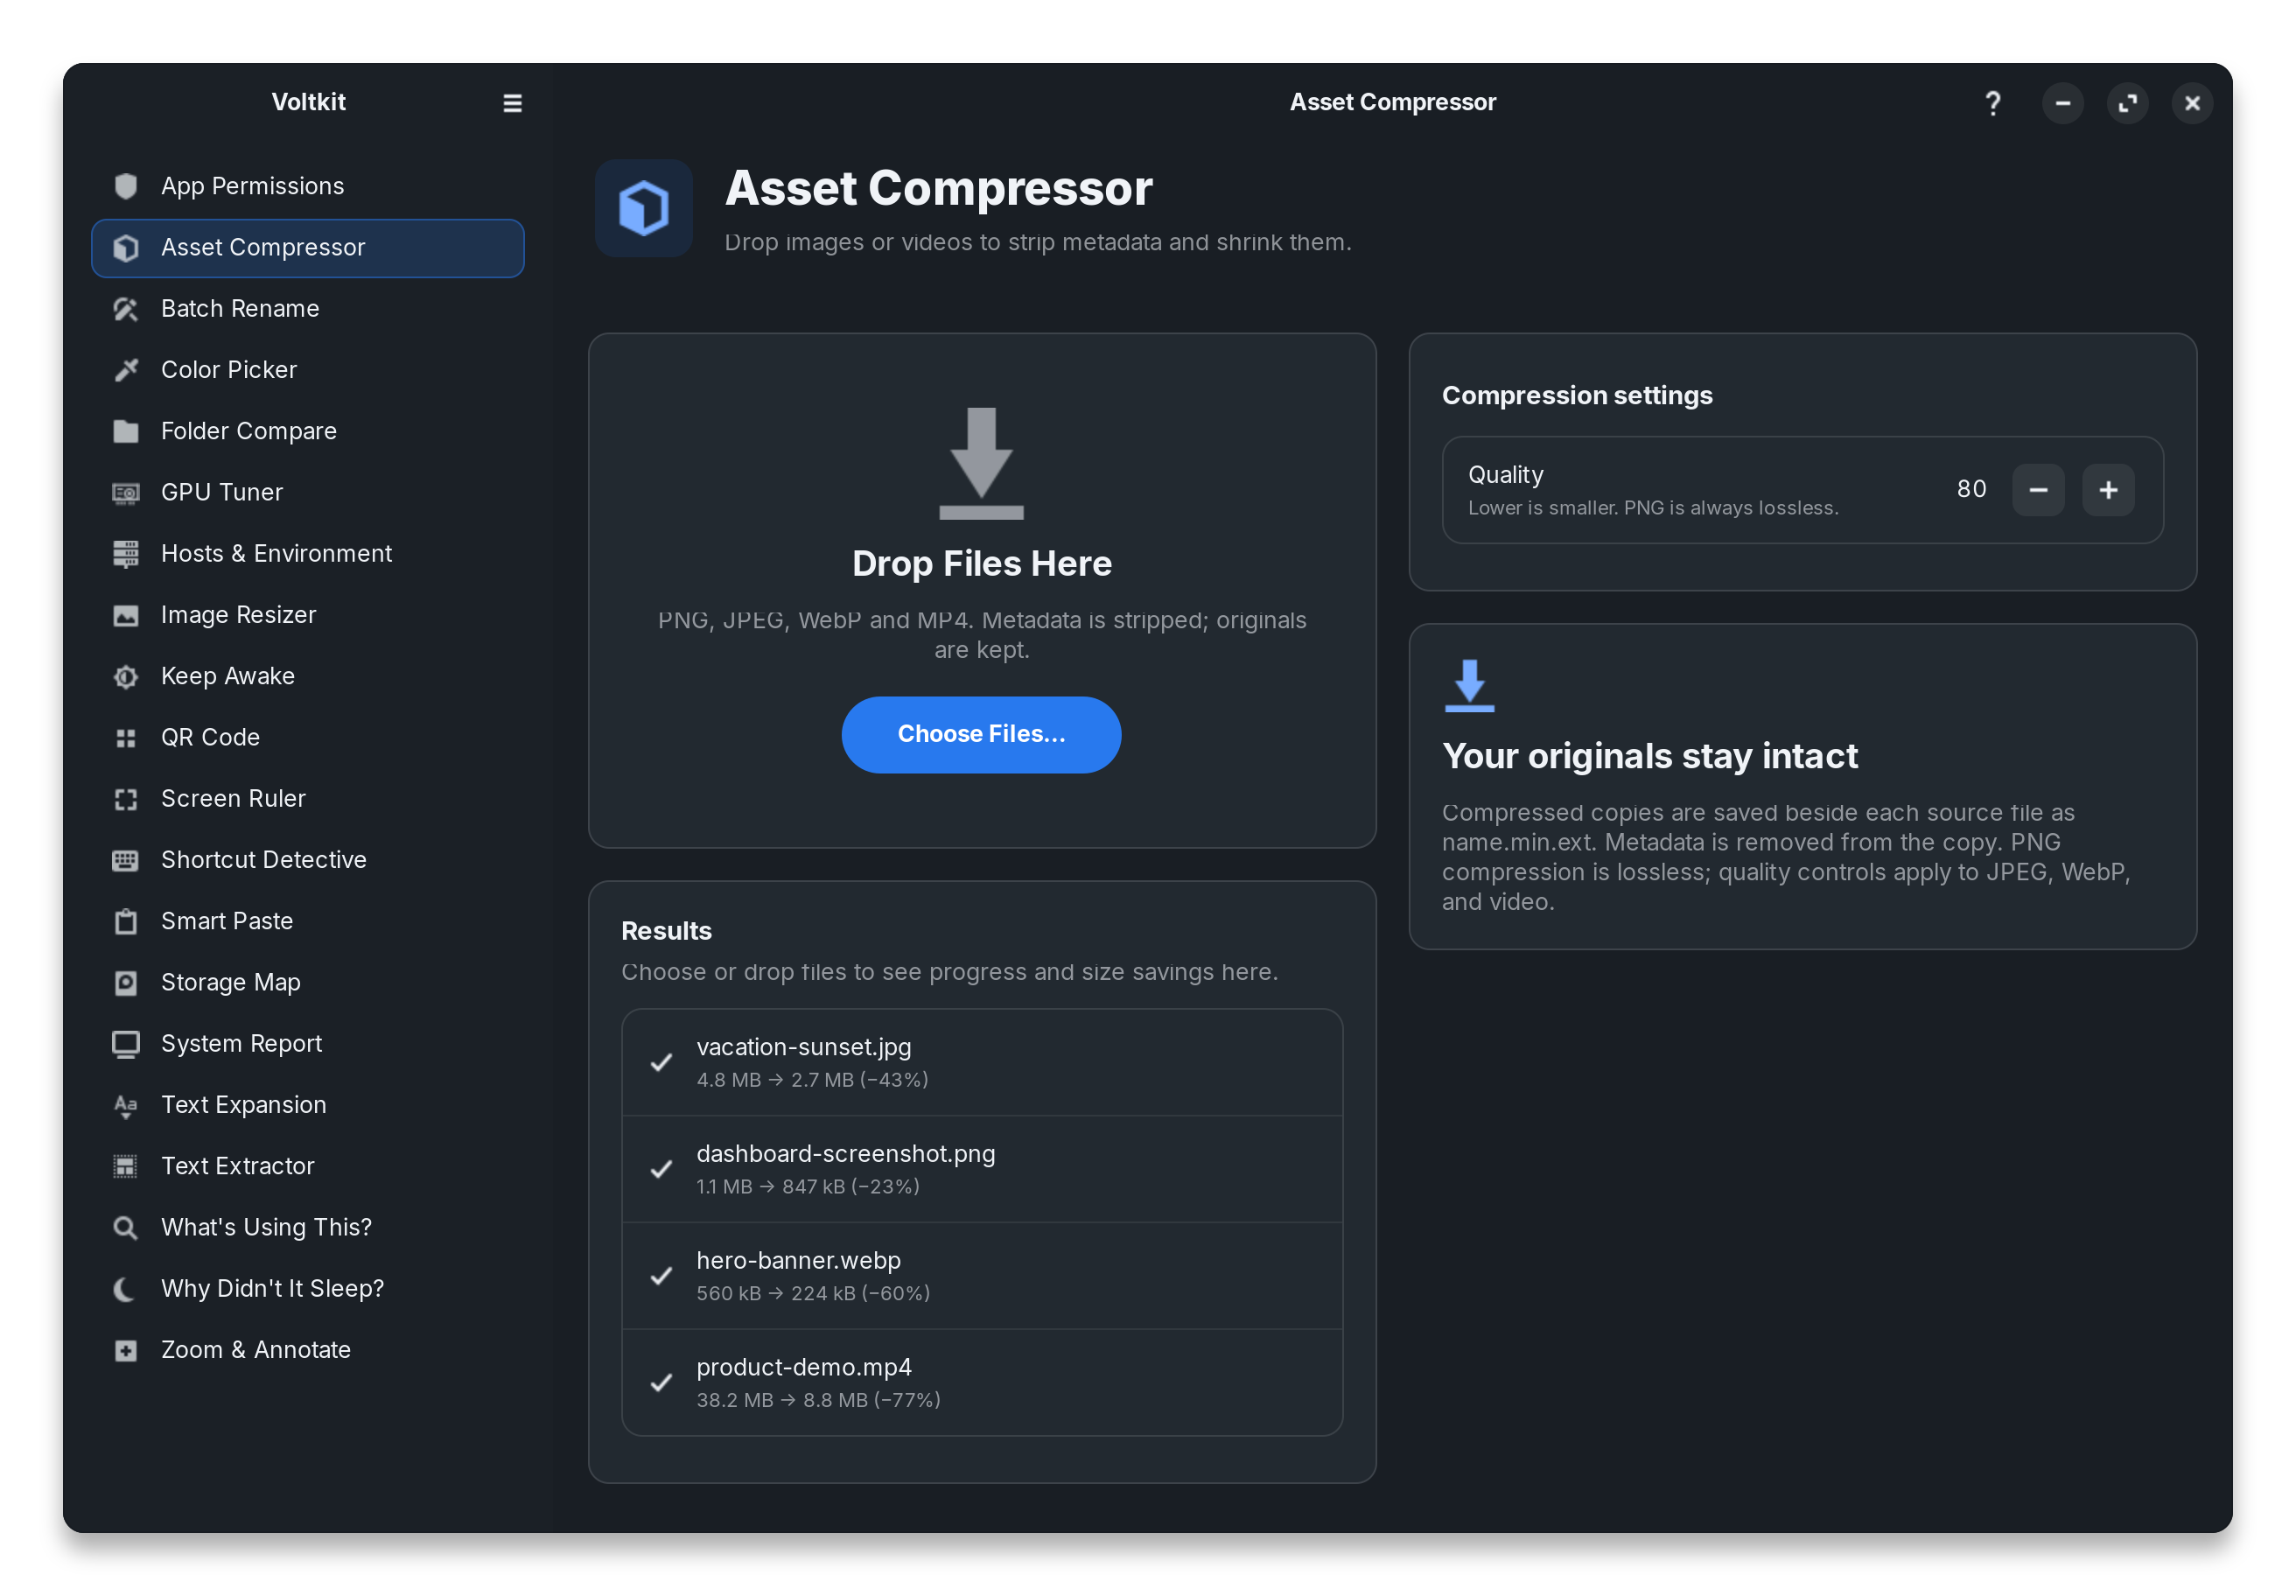 Voltkit
Asset Compressor
?
App Permissions
Asset Compressor
Batch Rename
Color Picker
Folder Compare
GPU Tuner
Hosts & Environment
Image Resizer
Keep Awake
QR Code
Screen Ruler
Shortcut Detective
Smart Paste
Storage Map
System Report
Text Expansion
Text Extractor
What's Using This?
Why Didn't It Sleep?
Zoom & Annotate
Asset Compressor
Drop images or videos to strip metadata and shrink them.
Drop Files Here
PNG, JPEG, WebP and MP4. Metadata is stripped; originals
are kept.
Choose Files...
Results
Choose or drop files to see progress and size savings here.
vacation-sunset.jpg
4.8 MB → 2.7 MB (−43%)
dashboard-screenshot.png
1.1 MB → 847 kB (−23%)
hero-banner.webp
560 kB → 224 kB (−60%)
product-demo.mp4
38.2 MB → 8.8 MB (−77%)
Compression settings
Quality
Lower is smaller. PNG is always lossless.
80
Your originals stay intact
Compressed copies are saved beside each source file as
name.min.ext. Metadata is removed from the copy. PNG
compression is lossless; quality controls apply to JPEG, WebP,
and video.